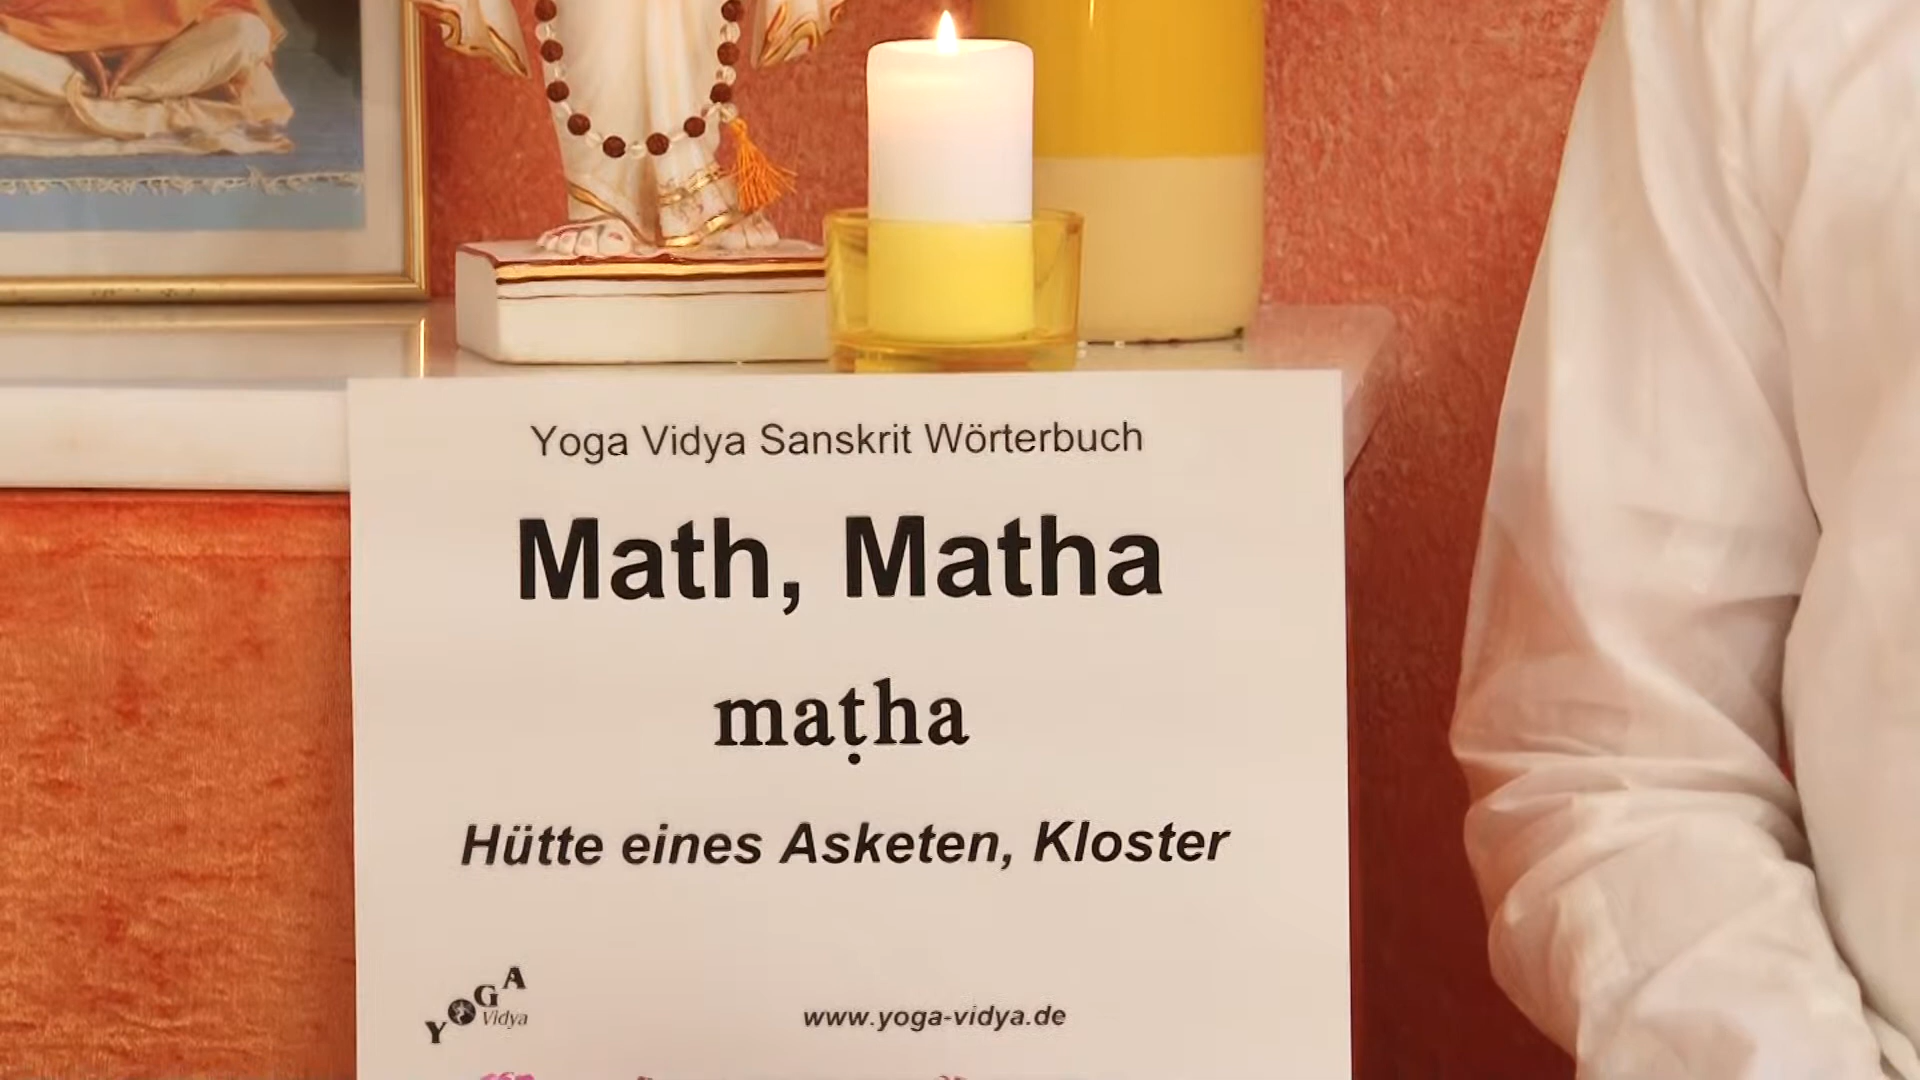 Yoga Vidya Sanskrit Wörterbuch
Math, Matha
maṭha
Hütte eines Asketen, Kloster
YOGA
Vidya
www.yoga-vidya.de